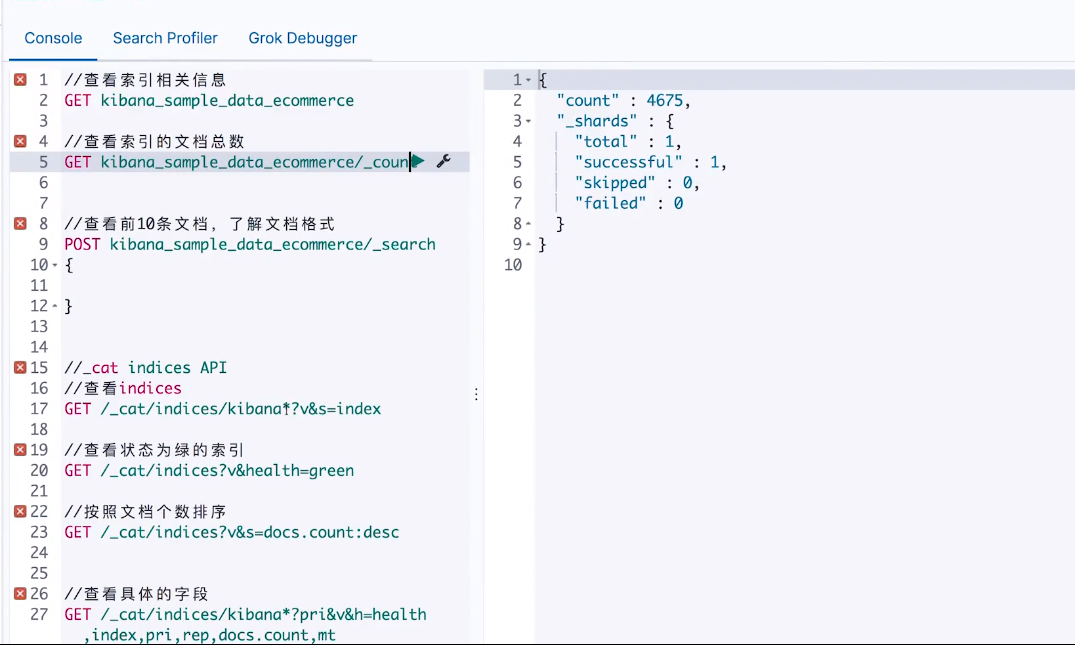 Console Search Profiler Grok Debugger
1 //查看索引相关信息
2 GET kibana_sample_data_ecommerce
3
4 //查看索引的文档总数
5 GET kibana_sample_data_ecommerce/_coun
6
7
8 //查看前10条文档，了解文档格式
9 POST kibana_sample_data_ecommerce/_search
10 {
11
12 }
13
14
15 //_cat indices API
16 //查看indices
17 GET /_cat/indices/kibana*?v&s=index
18
19 //查看状态为绿的索引
20 GET /_cat/indices?v&health=green
21
22 //按照文档个数排序
23 GET /_cat/indices?v&s=docs.count:desc
24
25
26 //查看具体的字段
27 GET /_cat/indices/kibana*?pri&v&h=health
,index,pri,rep,docs.count,mt
1 {
2 "count" : 4675,
3 "_shards" : {
4 "total" : 1,
5 "successful" : 1,
6 "skipped" : 0,
7 "failed" : 0
8 }
9 }
10